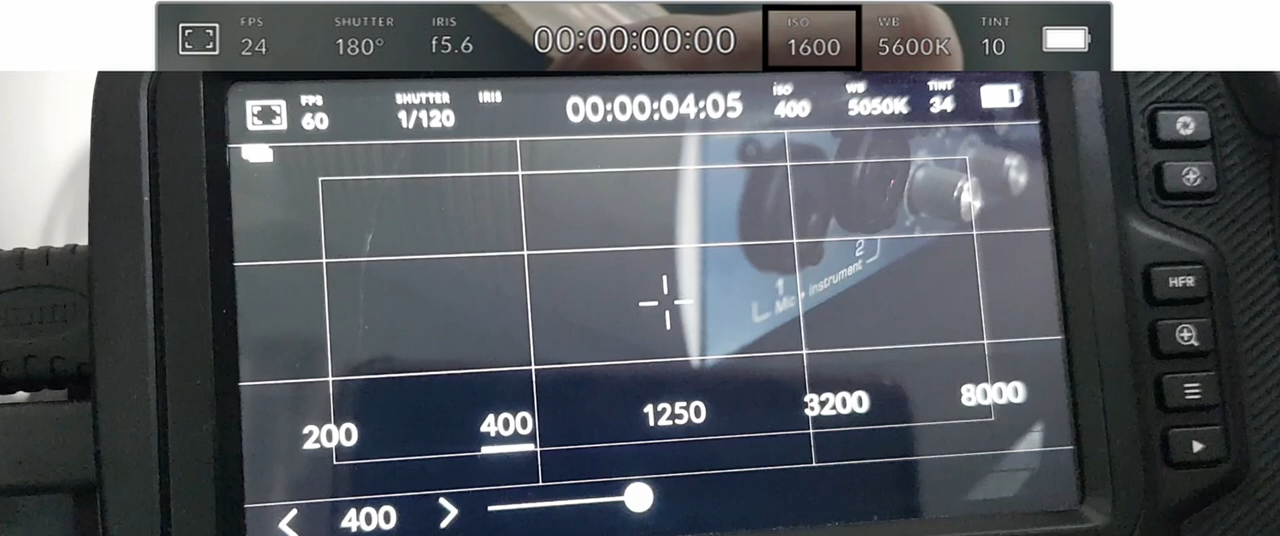 FPS SHUTTER IRIS ISO WB TINT
24 180° f5.6 00:00:00:00 1600 5600K 10
FPS SHUTTER IRIS 00:00:04:05 ISO WB TINT
60 1/120 400 5050K 34
HFR
2
1
Mic • instrument
200 400 1250 3200 8000
400